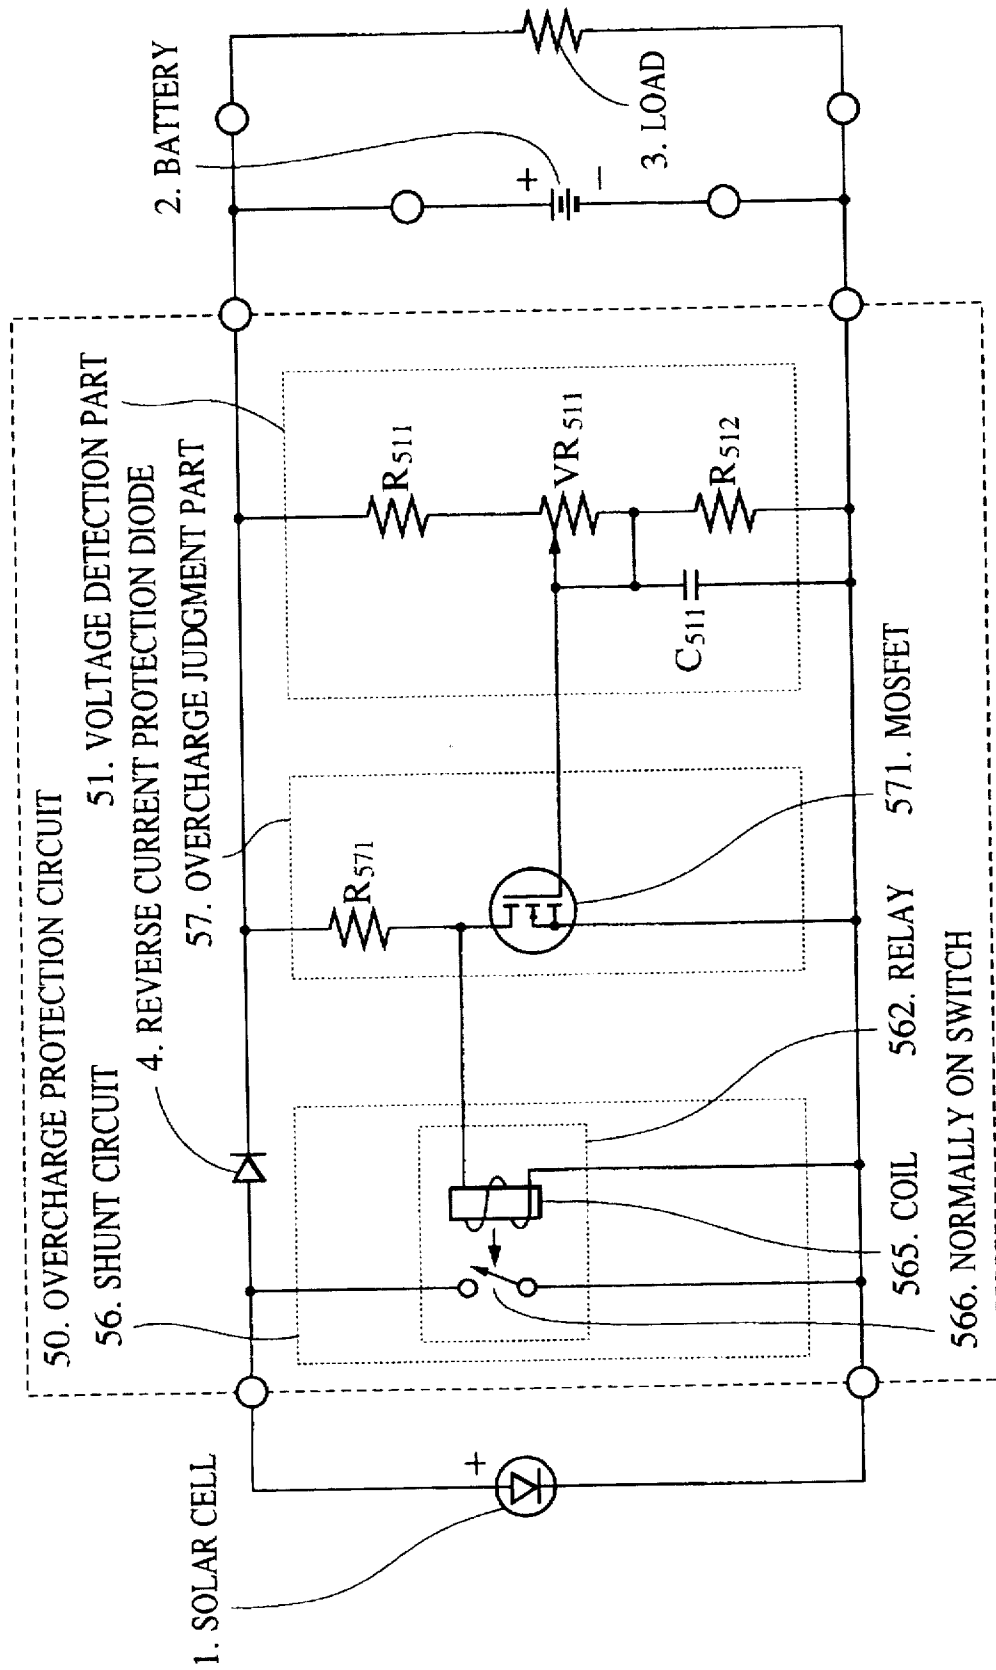 50. OVERCHARGE PROTECTION CIRCUIT
56. SHUNT CIRCUIT
51. VOLTAGE DETECTION PART
4. REVERSE CURRENT PROTECTION DIODE
57. OVERCHARGE JUDGMENT PART
2. BATTERY
1. SOLAR CELL
+
R571
R511
VR511
R512
C511
+
−
3. LOAD
571. MOSFET
562. RELAY
565. COIL
566. NORMALLY ON SWITCH